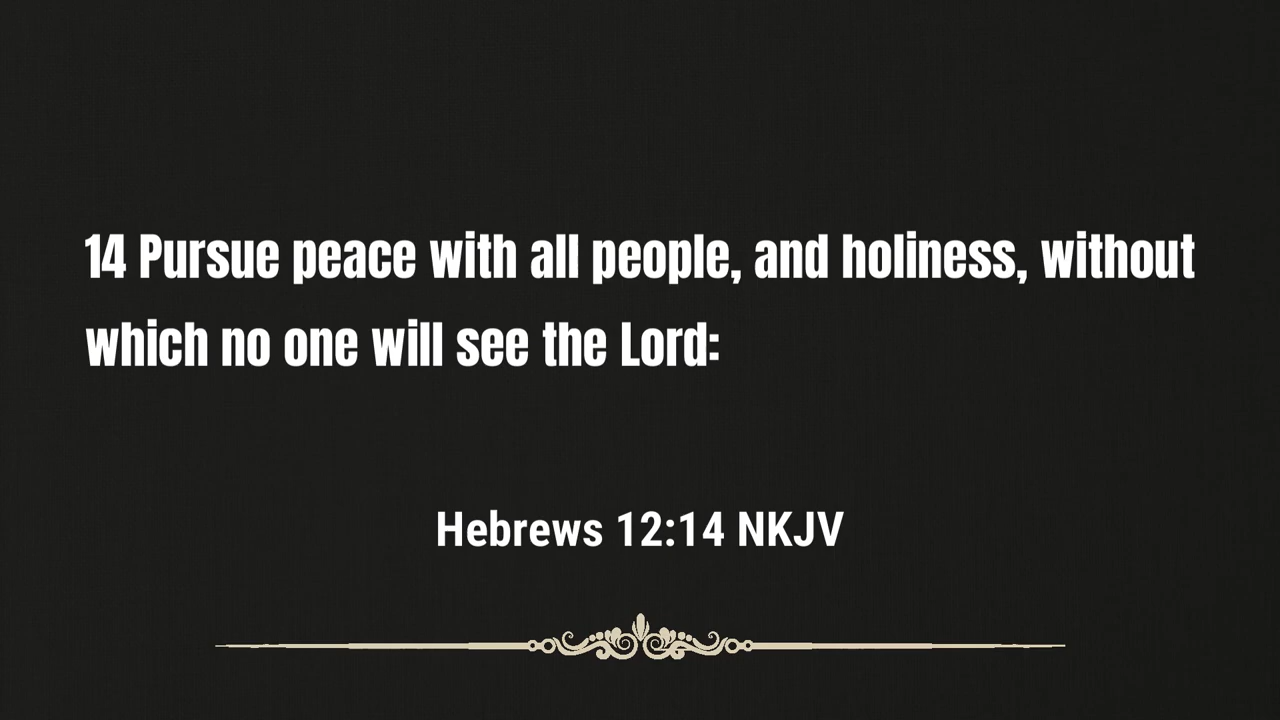 14 Pursue peace with all people, and holiness, without
which no one will see the Lord:
Hebrews 12:14 NKJV